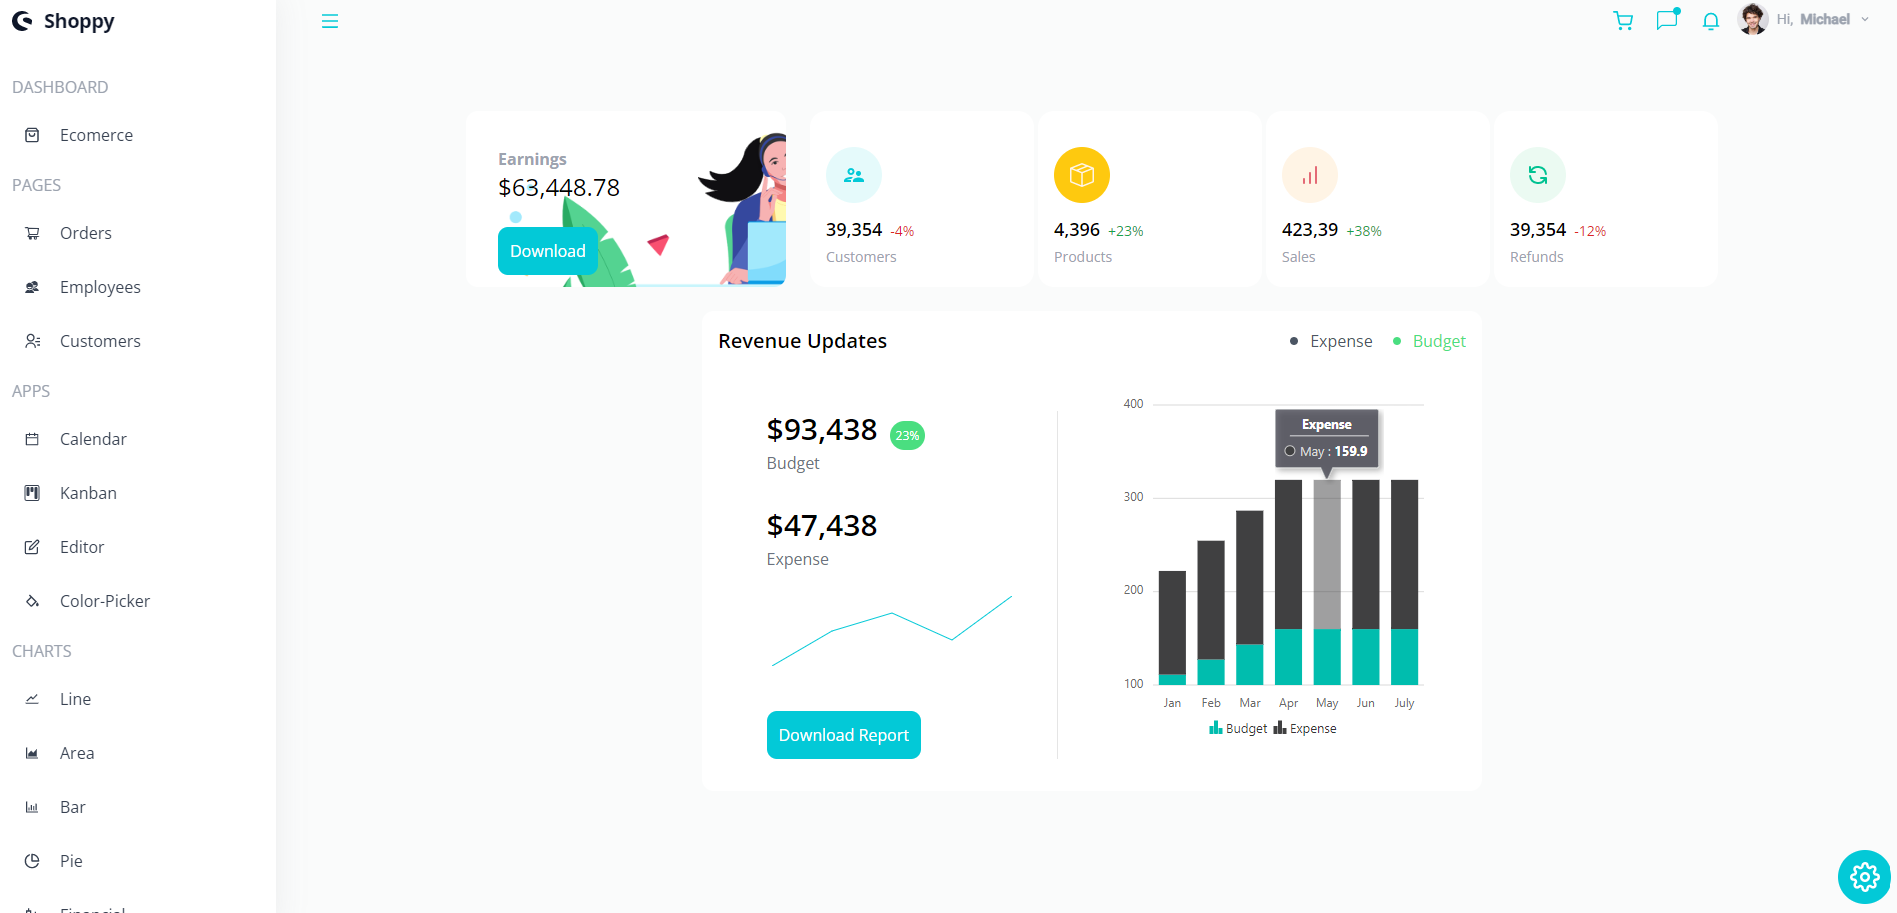 Shoppy
Hi, Michael
DASHBOARD
Ecomerce
PAGES
Orders
Employees
Customers
APPS
Calendar
Kanban
Editor
Color-Picker
CHARTS
Line
Area
Bar
Pie
Financial
Earnings
$63,448.78
Download
39,354 -4%
Customers
4,396 +23%
Products
423,39 +38%
Sales
39,354 -12%
Refunds
Revenue Updates
Expense
Budget
$93,438 23%
Budget
$47,438
Expense
Download Report
400
300
200
100
Expense
May : 159.9
Jan Feb Mar Apr May Jun July
Budget Expense